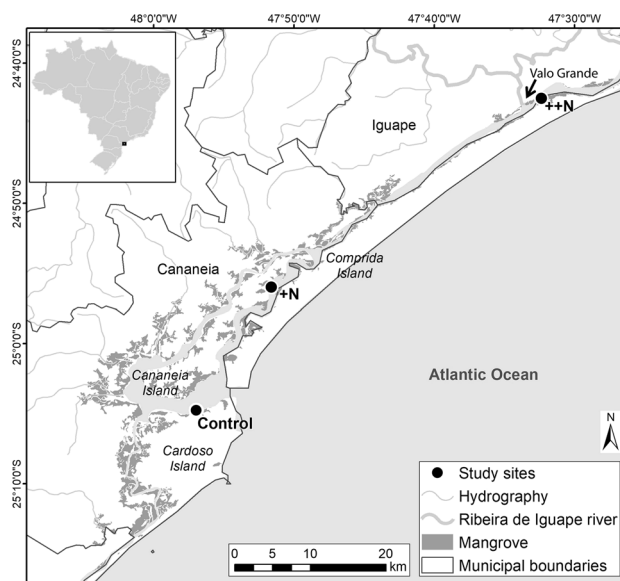 48°0'0"W 47°50'0"W 47°40'0"W 47°30'0"W
24°40'0"S
24°50'0"S
25°0'0"S
25°10'0"S
Valo Grande
++N
Iguape
Comprida
Island
Cananeia
+N
Cananeia
Island
Atlantic Ocean
Control
Cardoso
Island
N
Study sites
Hydrography
Ribeira de Iguape river
Mangrove
Municipal boundaries
0 5 10 20
km